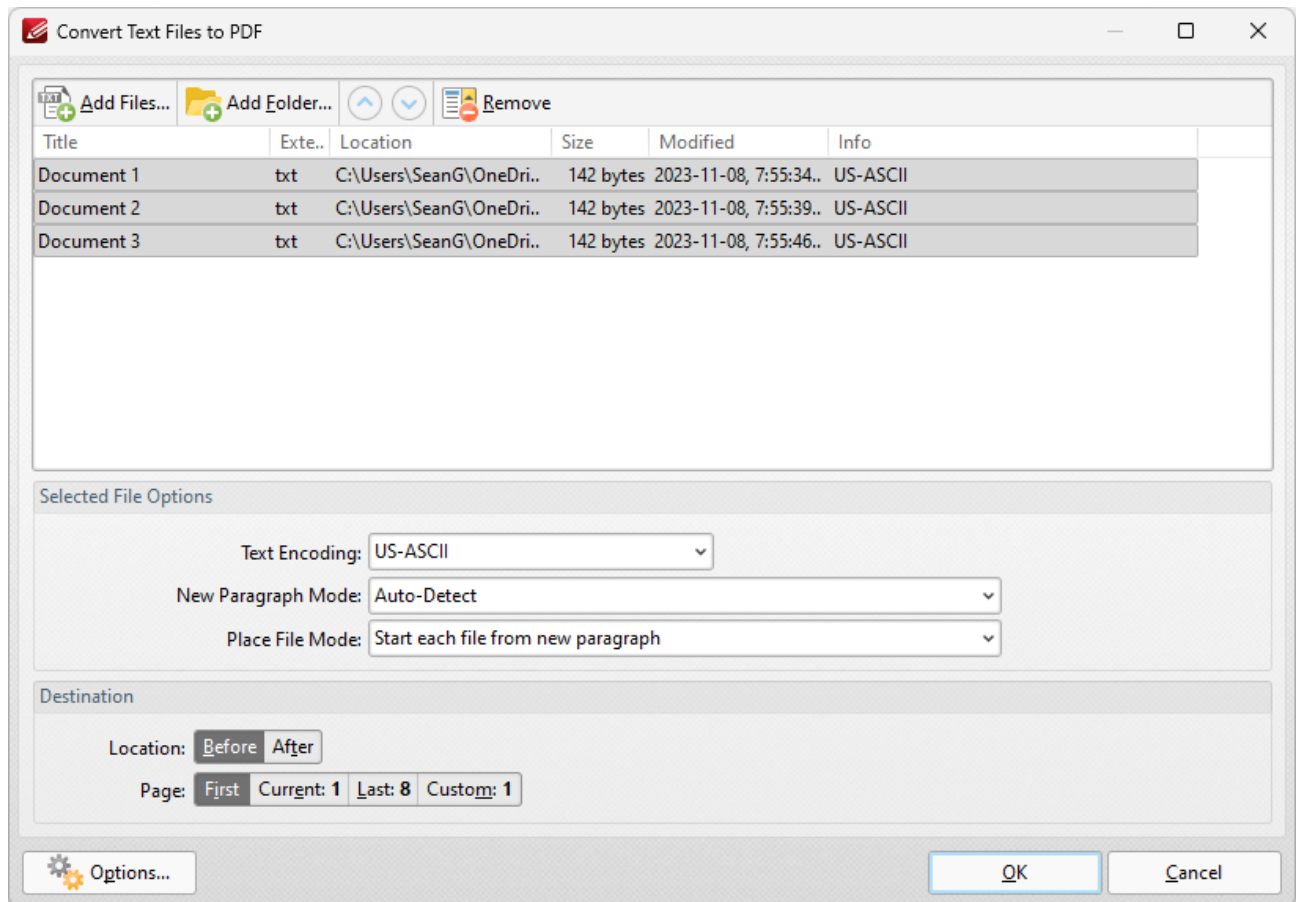 Convert Text Files to PDF
TXT Add Files... Add Folder... Remove
Title Exte.. Location Size Modified Info
Document 1 txt C:\Users\SeanG\OneDri.. 142 bytes 2023-11-08, 7:55:34.. US-ASCII
Document 2 txt C:\Users\SeanG\OneDri.. 142 bytes 2023-11-08, 7:55:39.. US-ASCII
Document 3 txt C:\Users\SeanG\OneDri.. 142 bytes 2023-11-08, 7:55:46.. US-ASCII
Selected File Options
Text Encoding: US-ASCII
New Paragraph Mode: Auto-Detect
Place File Mode: Start each file from new paragraph
Destination
Location: Before After
Page: First Current: 1 Last: 8 Custom: 1
Options... OK Cancel